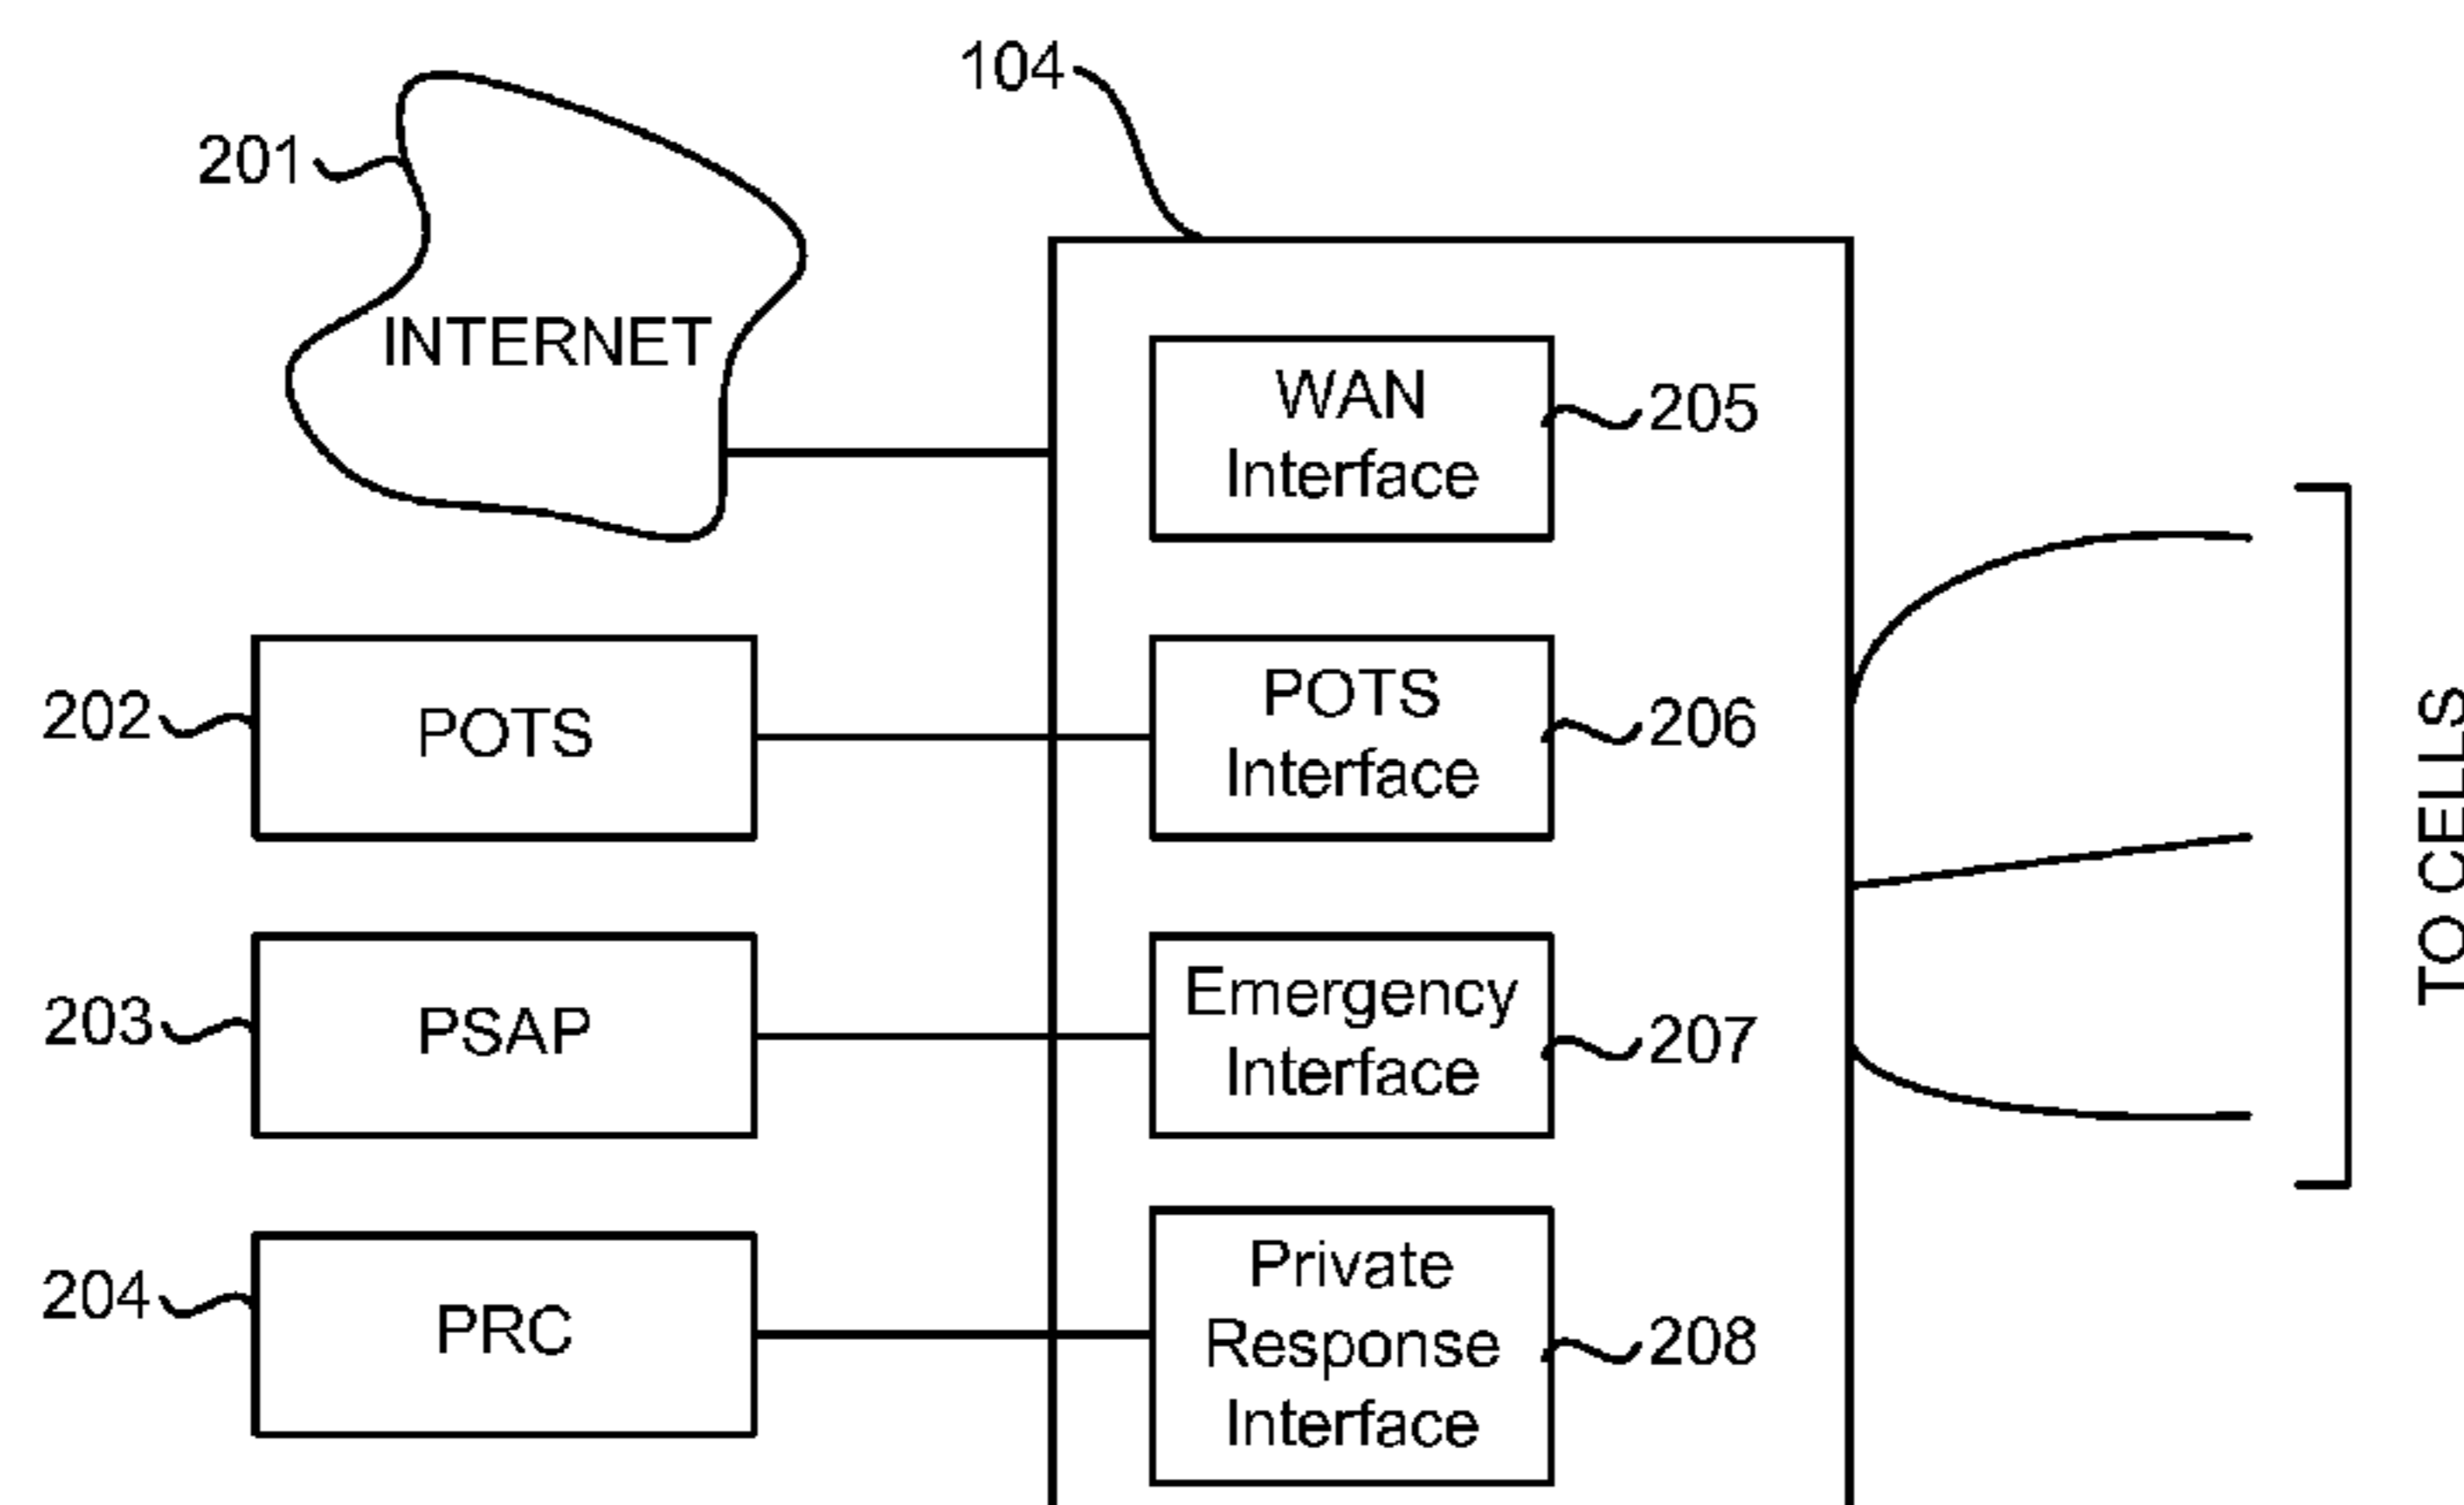 104
201
INTERNET
WAN
Interface
205
202
POTS
POTS
Interface
206
TO CELLS
203
PSAP
Emergency
Interface
207
204
PRC
Private
Response
Interface
208